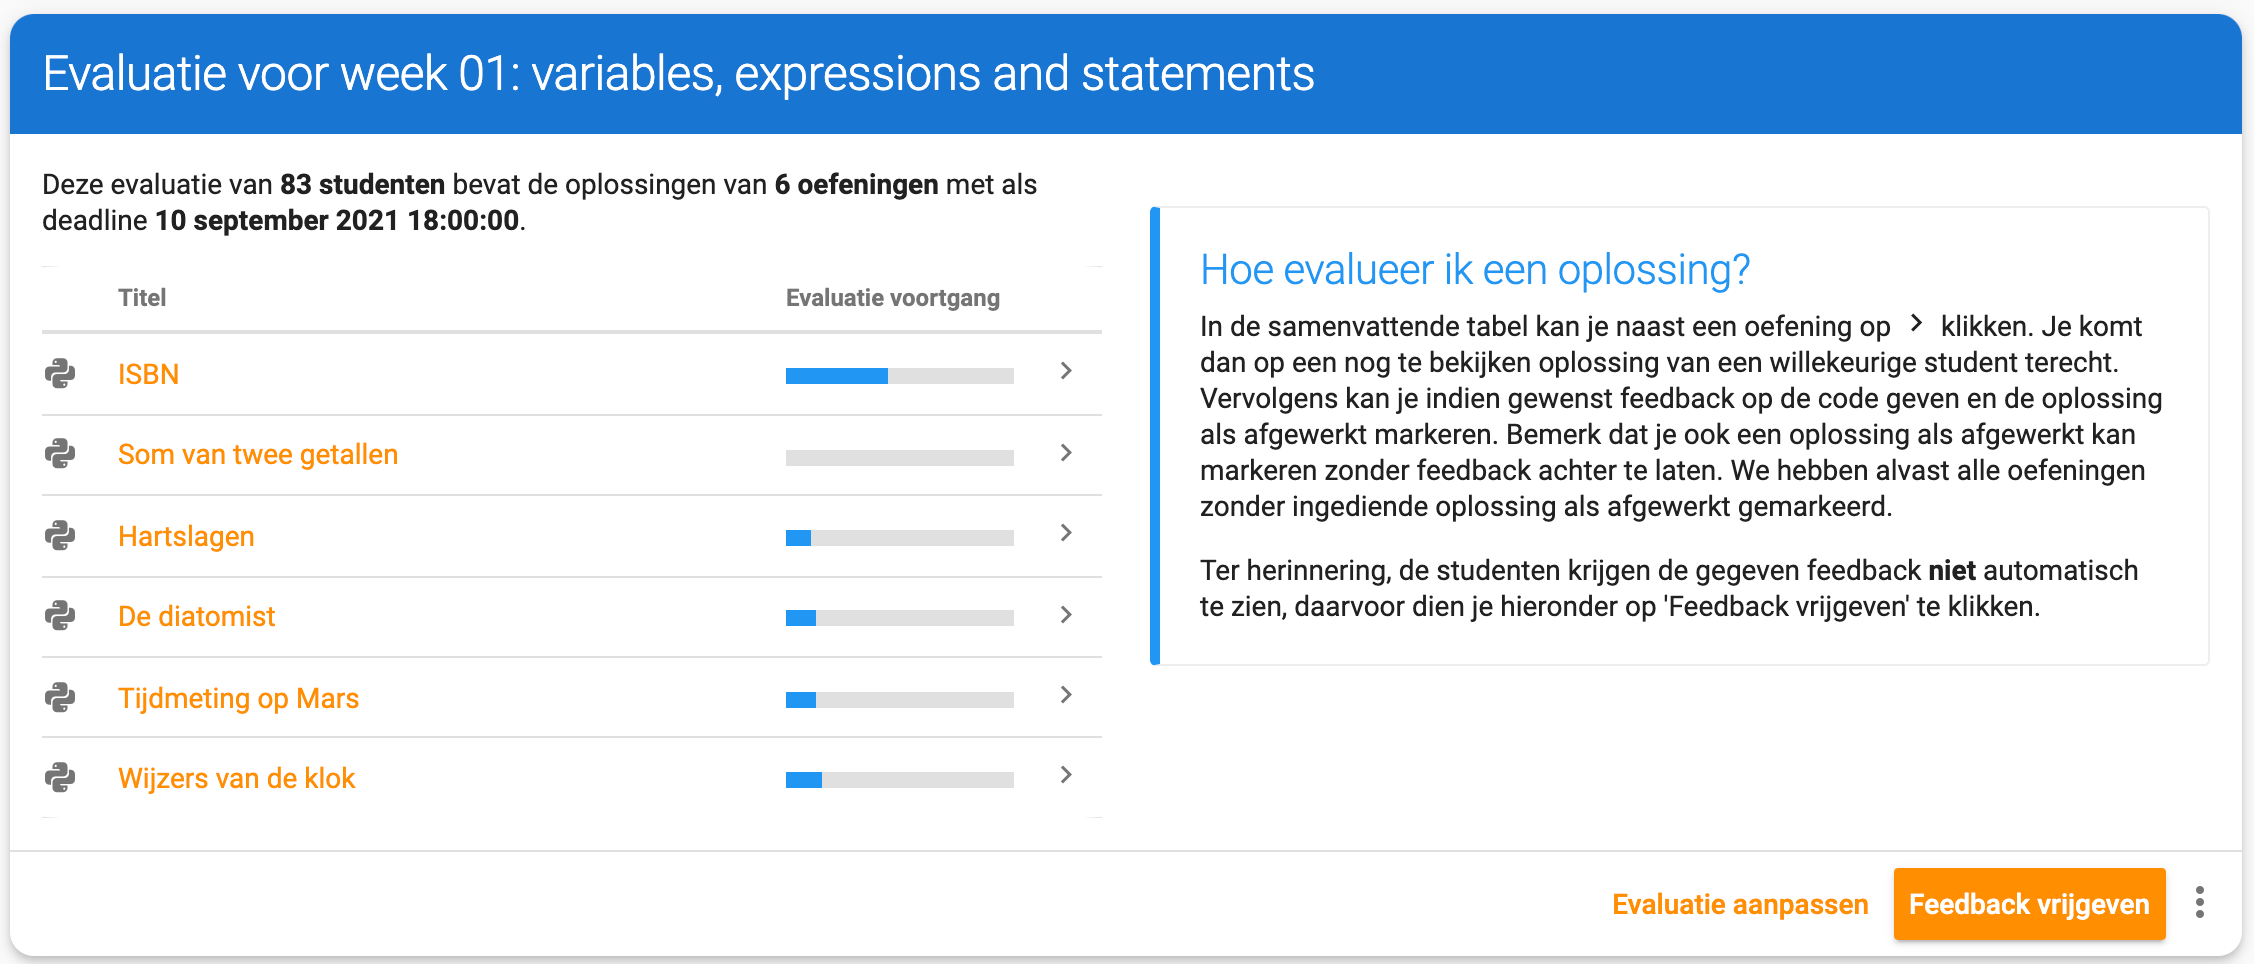 Evaluatie voor week 01: variables, expressions and statements
Deze evaluatie van 83 studenten bevat de oplossingen van 6 oefeningen met als
deadline 10 september 2021 18:00:00.
Titel Evaluatie voortgang
ISBN
Som van twee getallen
Hartslagen
De diatomist
Tijdmeting op Mars
Wijzers van de klok
Hoe evalueer ik een oplossing?
In de samenvattende tabel kan je naast een oefening op > klikken. Je komt
dan op een nog te bekijken oplossing van een willekeurige student terecht.
Vervolgens kan je indien gewenst feedback op de code geven en de oplossing
als afgewerkt markeren. Bemerk dat je ook een oplossing als afgewerkt kan
markeren zonder feedback achter te laten. We hebben alvast alle oefeningen
zonder ingediende oplossing als afgewerkt gemarkeerd.
Ter herinnering, de studenten krijgen de gegeven feedback niet automatisch
te zien, daarvoor dien je hieronder op 'Feedback vrijgeven' te klikken.
Evaluatie aanpassen Feedback vrijgeven